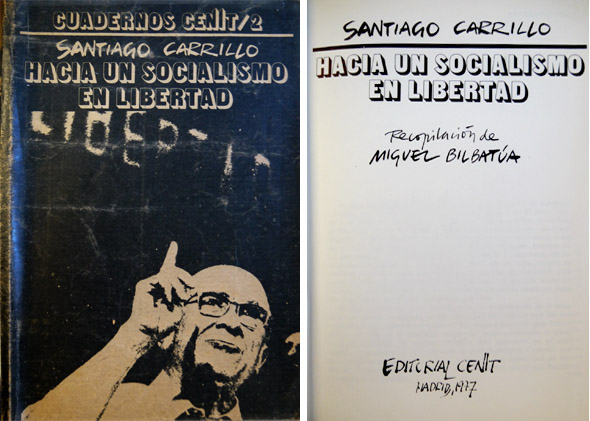 CUADERNOS CENIT/2
SANTIAGO CARRILLO
HACIA UN SOCIALISMO
EN LIBERTAD
SANTIAGO CARRILLO
HACIA UN SOCIALISMO
EN LIBERTAD
Recopilación de
MIGUEL BILBATÚA
EDITORIAL CENIT
MADRID, 1977